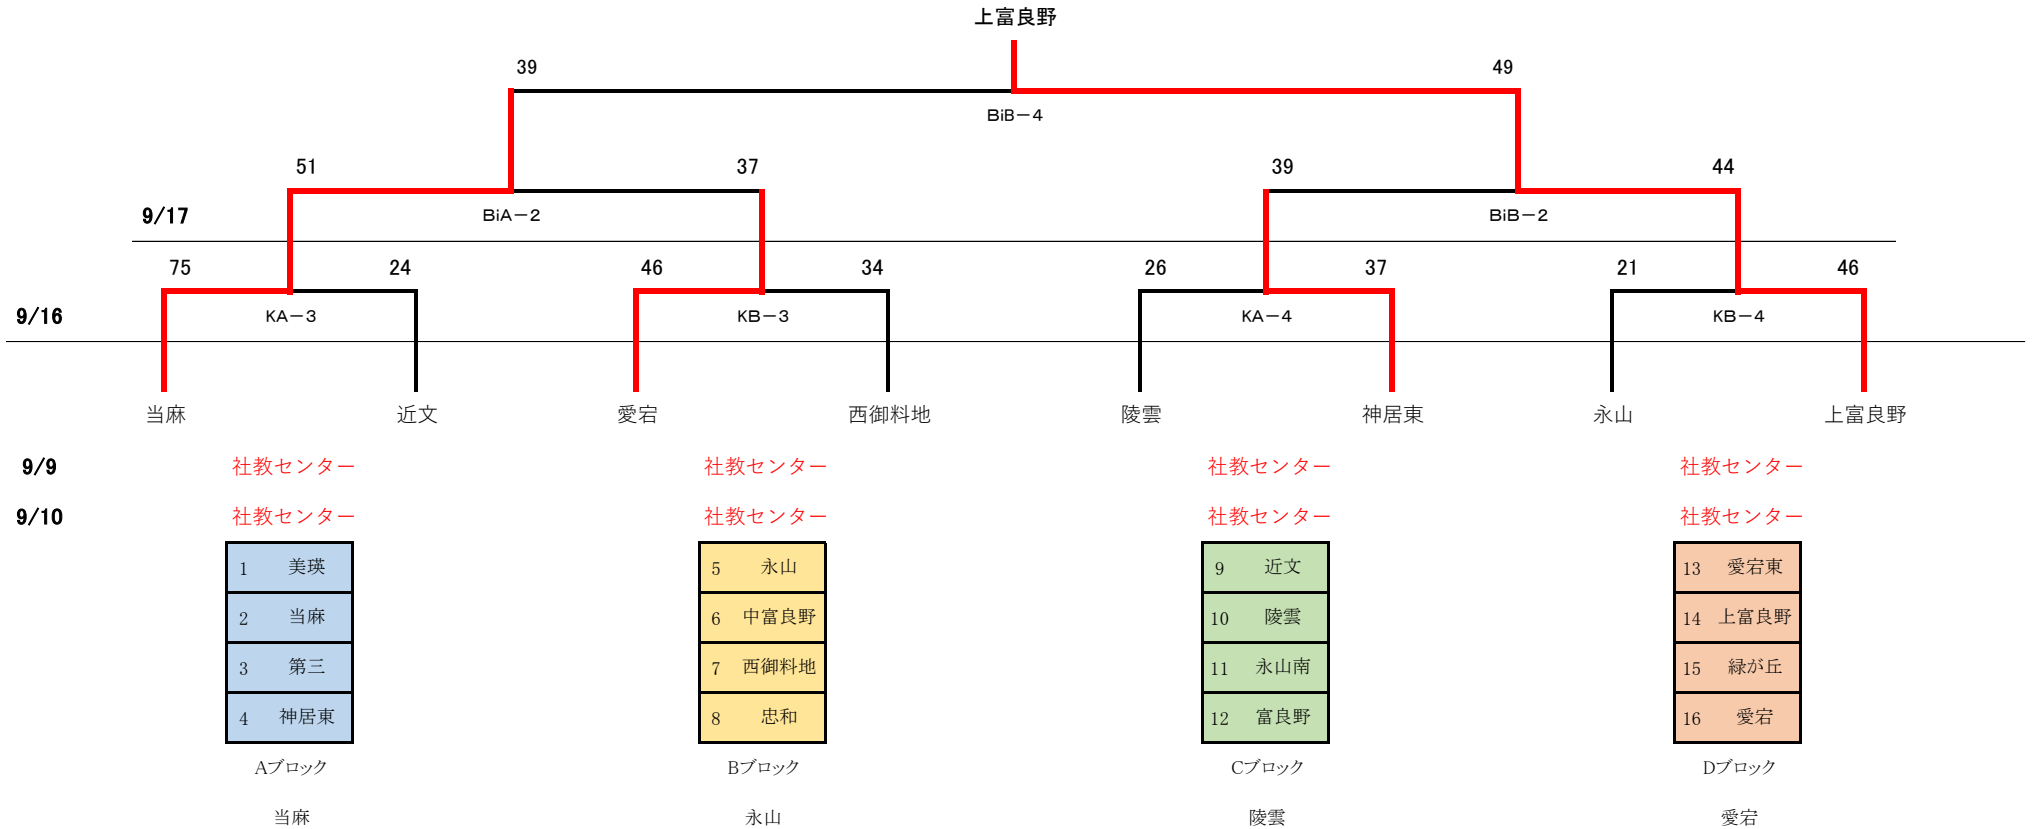 上富良野
39 49
BiB－4
51 37 39 44
9/17 BiA－2 BiB－2
75 24 46 34 26 37 21 46
9/16 KA－3 KB－3 KA－4 KB－4
当麻 近文 愛宕 西御料地 陵雲 神居東 永山 上富良野
9/9 社教センター 社教センター 社教センター 社教センター
9/10 社教センター 社教センター 社教センター 社教センター
1 美瑛 5 永山 9 近文 13 愛宕東
2 当麻 6 中富良野 10 陵雲 14 上富良野
3 第三 7 西御料地 11 永山南 15 緑が丘
4 神居東 8 忠和 12 富良野 16 愛宕
Aブロック Bブロック Cブロック Dブロック
当麻 永山 陵雲 愛宕